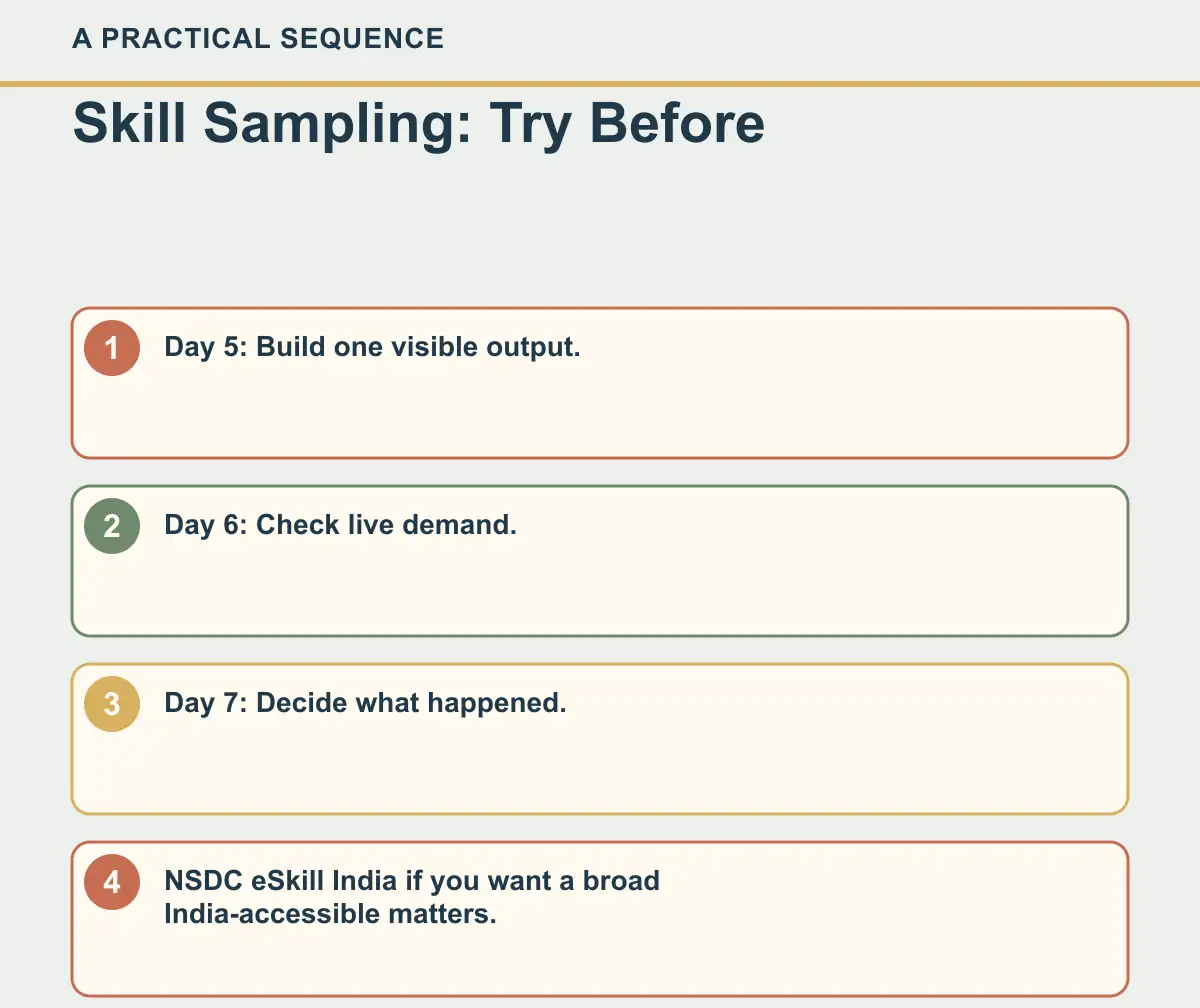 A PRACTICAL SEQUENCE
Skill Sampling: Try Before
1
Day 5: Build one visible output.
2
Day 6: Check live demand.
3
Day 7: Decide what happened.
4
NSDC eSkill India if you want a broad
India-accessible matters.